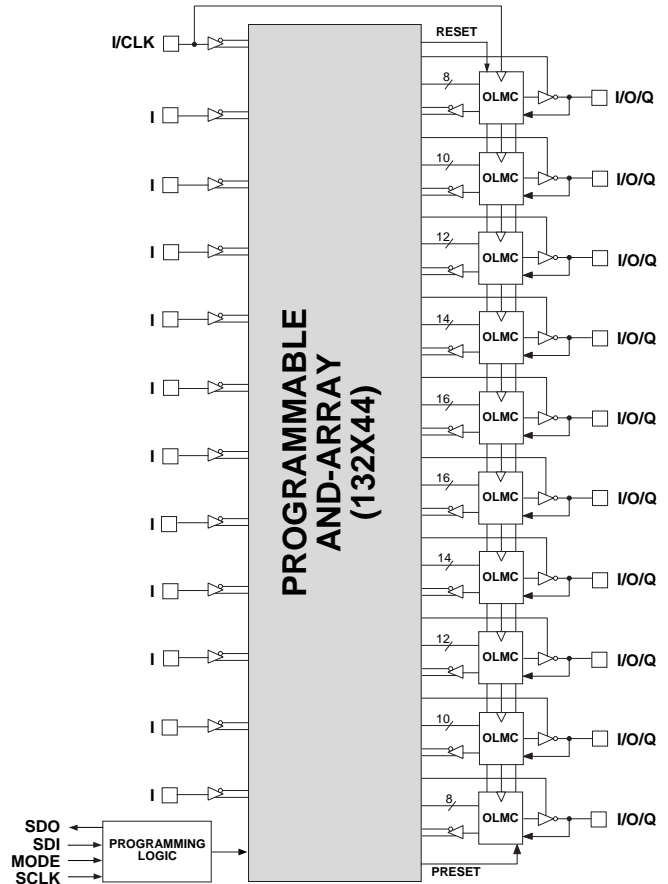 I/CLK
RESET
8
OLMC
I/O/Q
I
10
OLMC
I/O/Q
I
12
OLMC
I/O/Q
I
14
OLMC
I/O/Q
I
16
OLMC
I/O/Q
I
PROGRAMMABLE
AND-ARRAY
(132X44)
16
OLMC
I/O/Q
I
14
OLMC
I/O/Q
I
12
OLMC
I/O/Q
I
10
OLMC
I/O/Q
I
8
OLMC
I/O/Q
I
I
PRESET
SDO
SDI
MODE
SCLK
PROGRAMMING
LOGIC